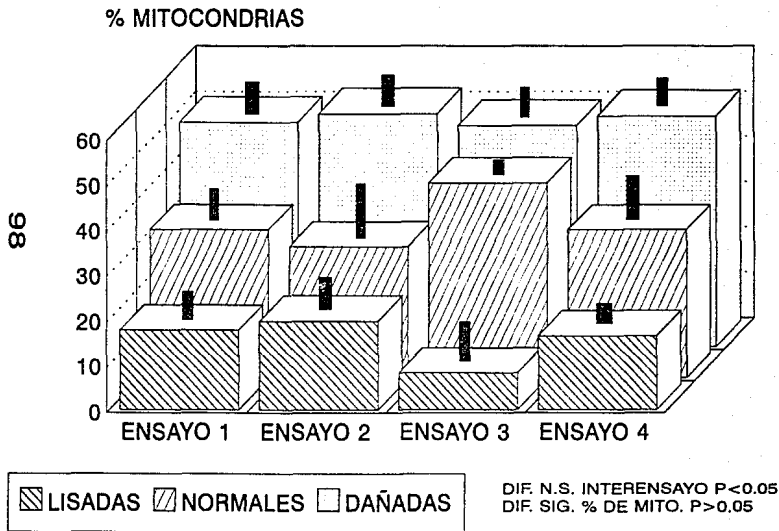 % MITOCONDRIAS
60
50
40
30
20
10
0
98
ENSAYO 1 ENSAYO 2 ENSAYO 3 ENSAYO 4
LISADAS NORMALES DAÑADAS
DIF. N.S. INTERENSAYO P<0.05
DIF. SIG. % DE MITO. P>0.05